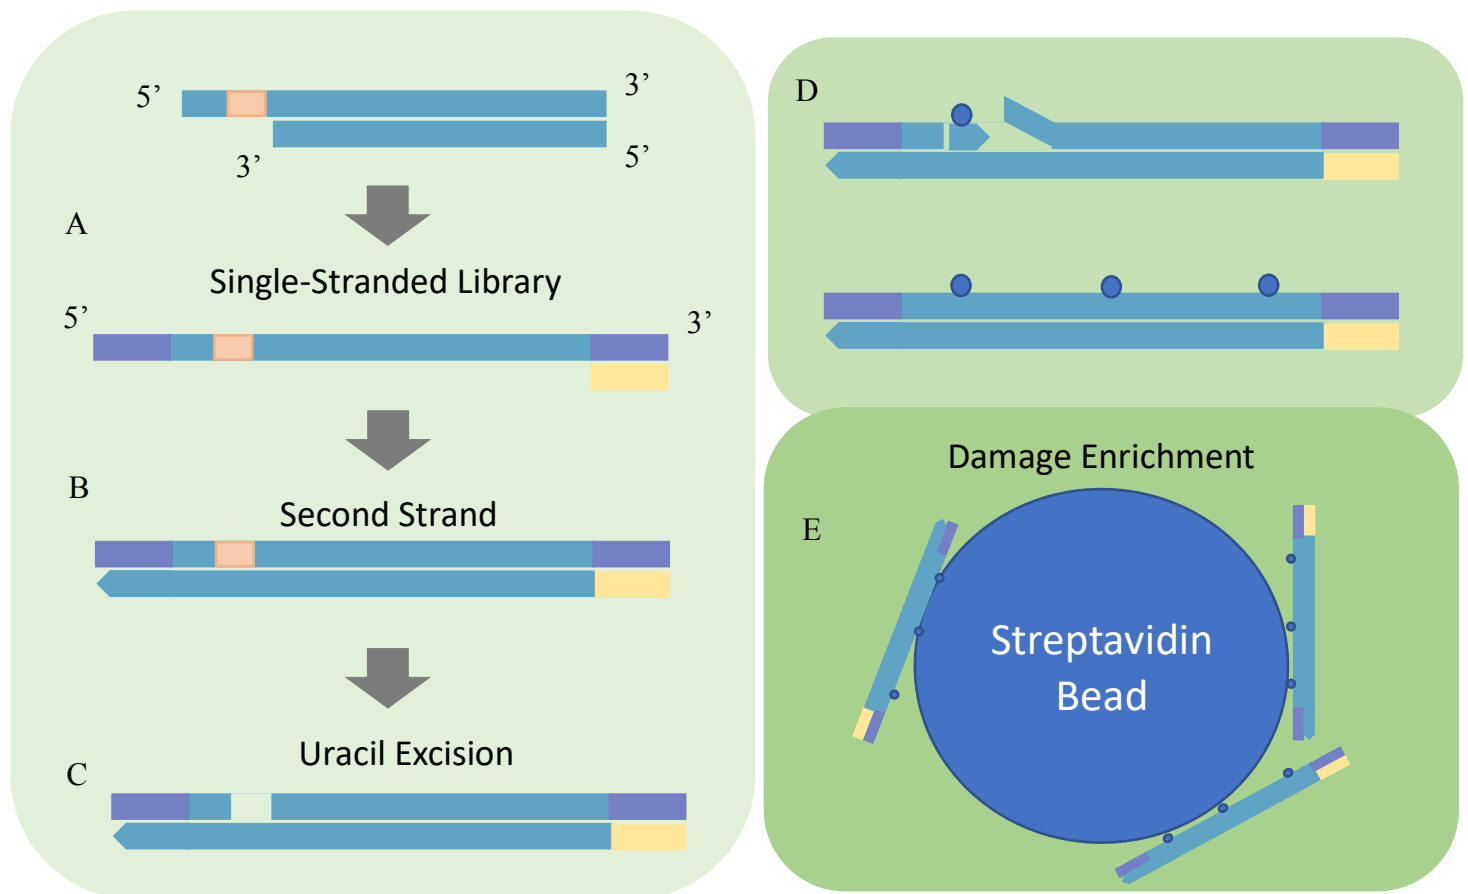 5’
3’
3’
5’
A
Single-Stranded Library
5’
3’
B
Second Strand
Uracil Excision
C
D
Damage Enrichment
E
Streptavidin
Bead